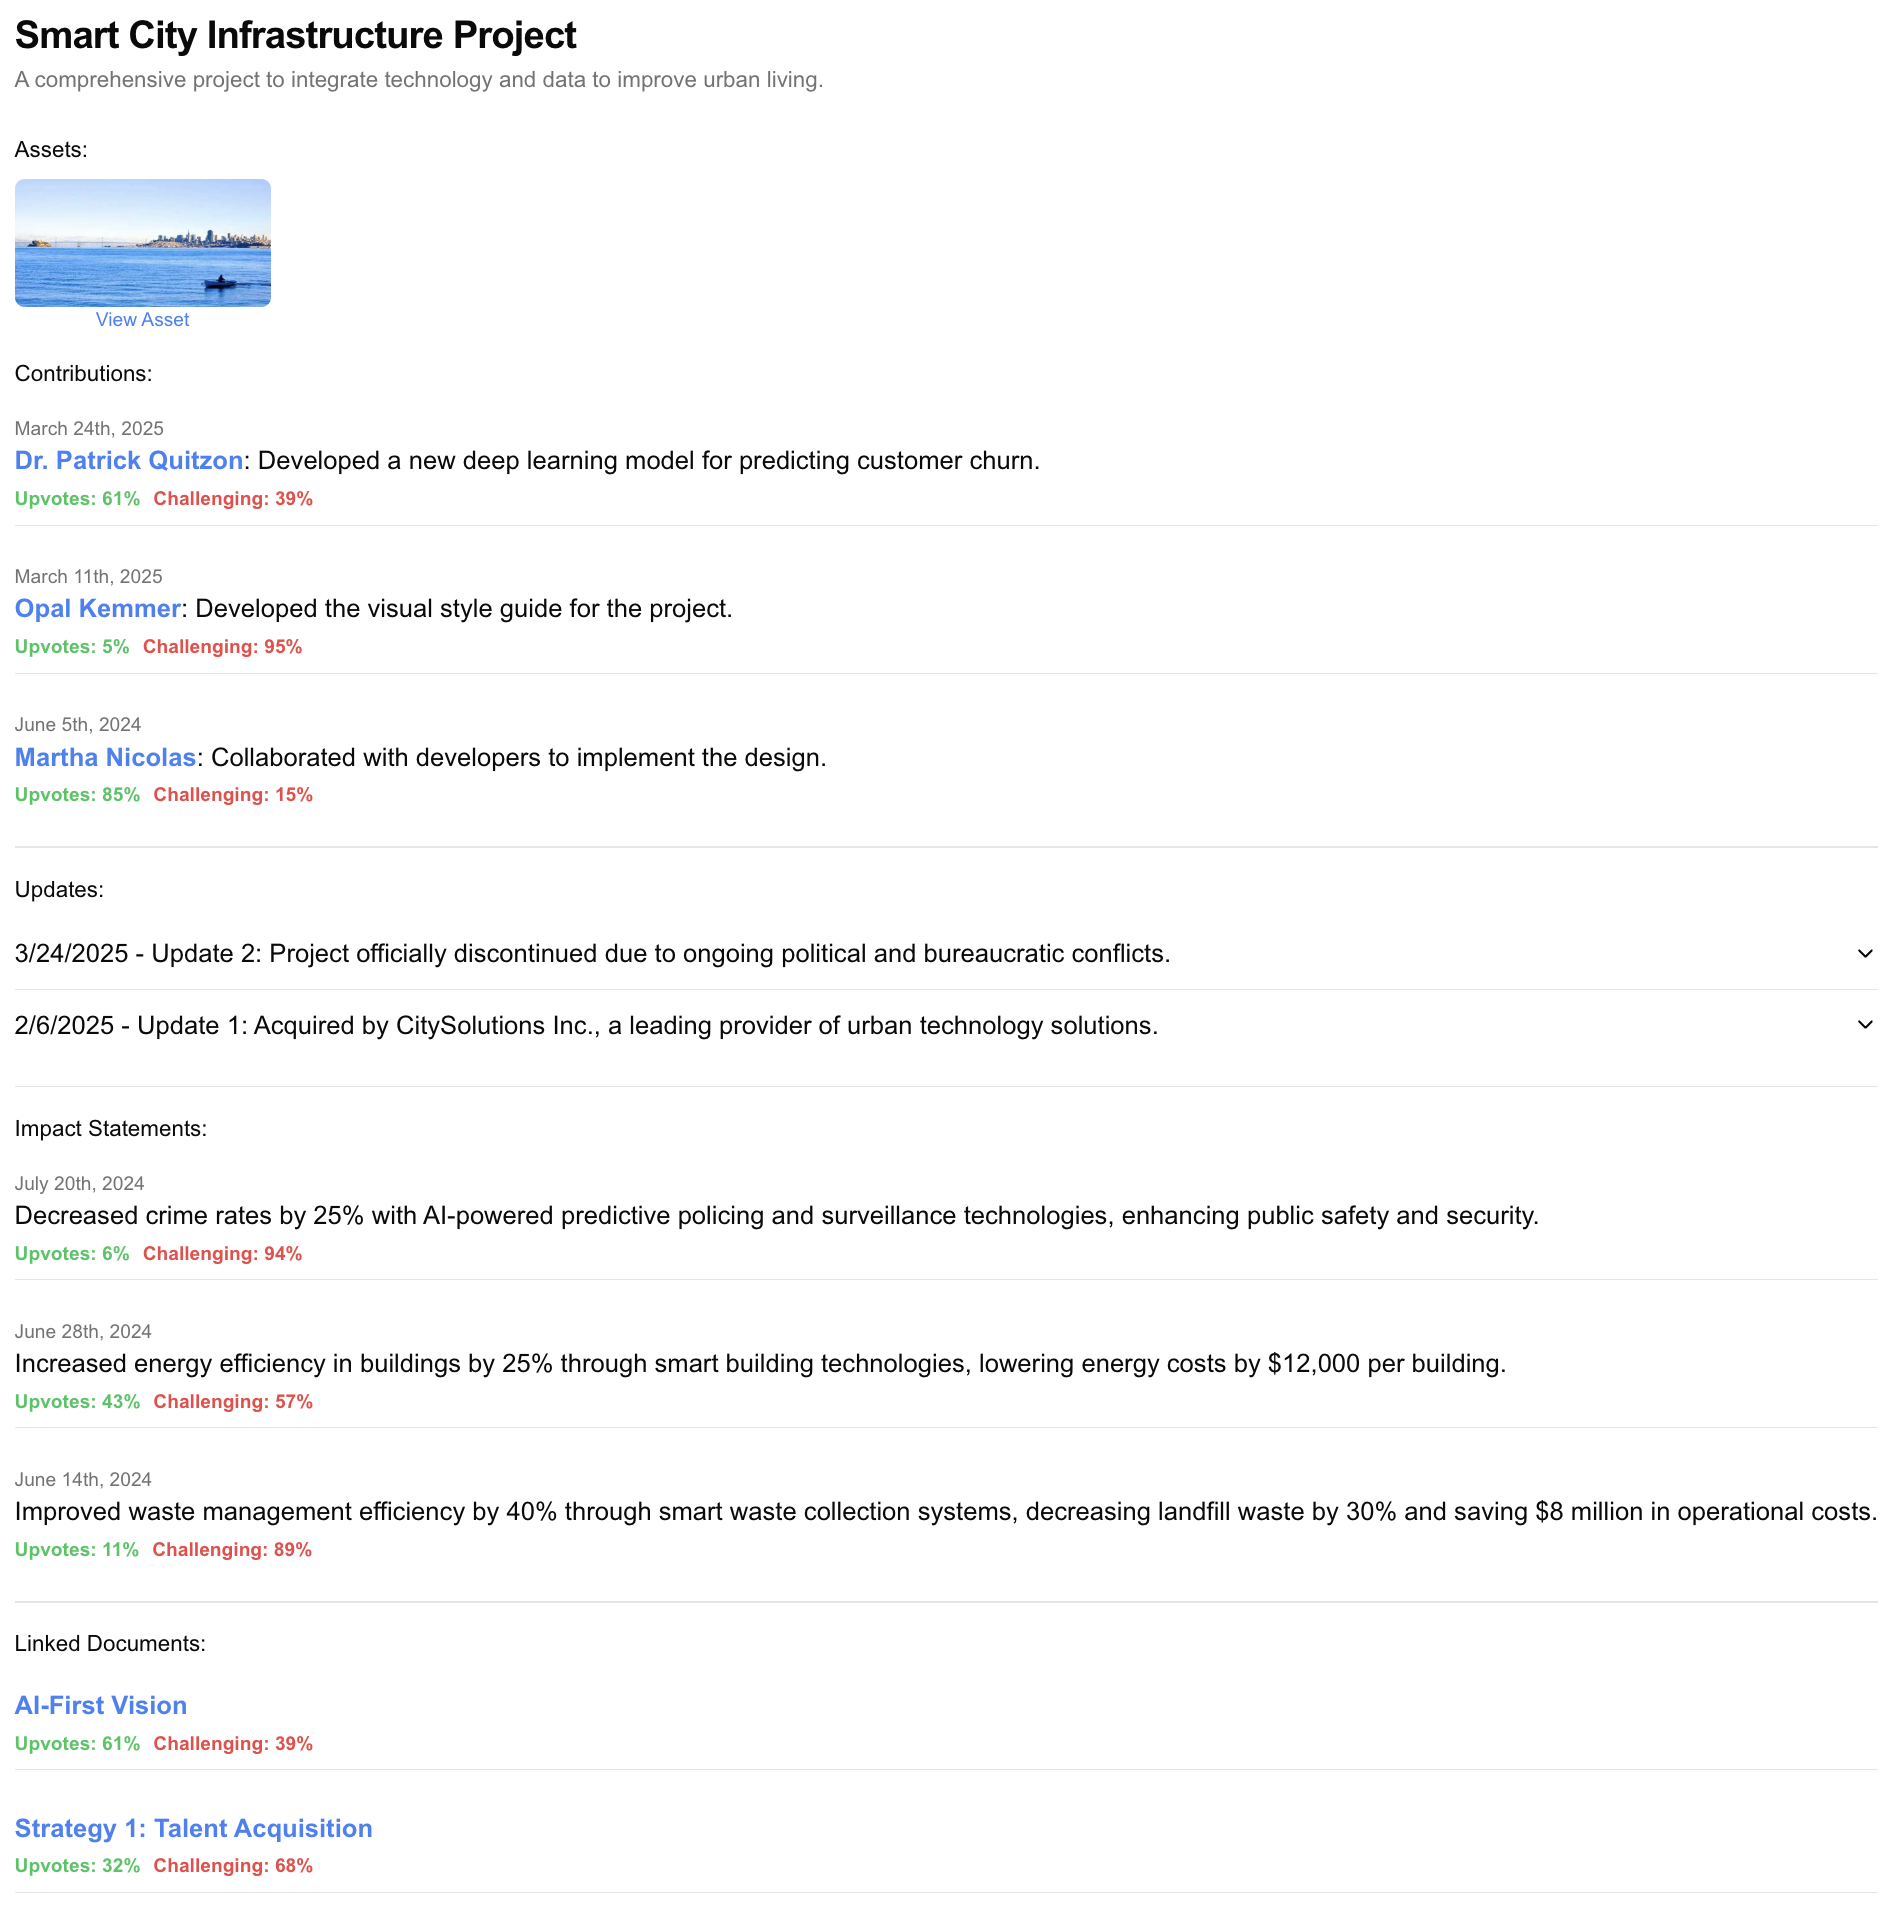 Smart City Infrastructure Project
A comprehensive project to integrate technology and data to improve urban living.
Assets:
View Asset
Contributions:
March 24th, 2025
Dr. Patrick Quitzon: Developed a new deep learning model for predicting customer churn.
Upvotes: 61% Challenging: 39%
March 11th, 2025
Opal Kemmer: Developed the visual style guide for the project.
Upvotes: 5% Challenging: 95%
June 5th, 2024
Martha Nicolas: Collaborated with developers to implement the design.
Upvotes: 85% Challenging: 15%
Updates:
3/24/2025 - Update 2: Project officially discontinued due to ongoing political and bureaucratic conflicts.
2/6/2025 - Update 1: Acquired by CitySolutions Inc., a leading provider of urban technology solutions.
Impact Statements:
July 20th, 2024
Decreased crime rates by 25% with AI-powered predictive policing and surveillance technologies, enhancing public safety and security.
Upvotes: 6% Challenging: 94%
June 28th, 2024
Increased energy efficiency in buildings by 25% through smart building technologies, lowering energy costs by $12,000 per building.
Upvotes: 43% Challenging: 57%
June 14th, 2024
Improved waste management efficiency by 40% through smart waste collection systems, decreasing landfill waste by 30% and saving $8 million in operational costs.
Upvotes: 11% Challenging: 89%
Linked Documents:
AI-First Vision
Upvotes: 61% Challenging: 39%
Strategy 1: Talent Acquisition
Upvotes: 32% Challenging: 68%